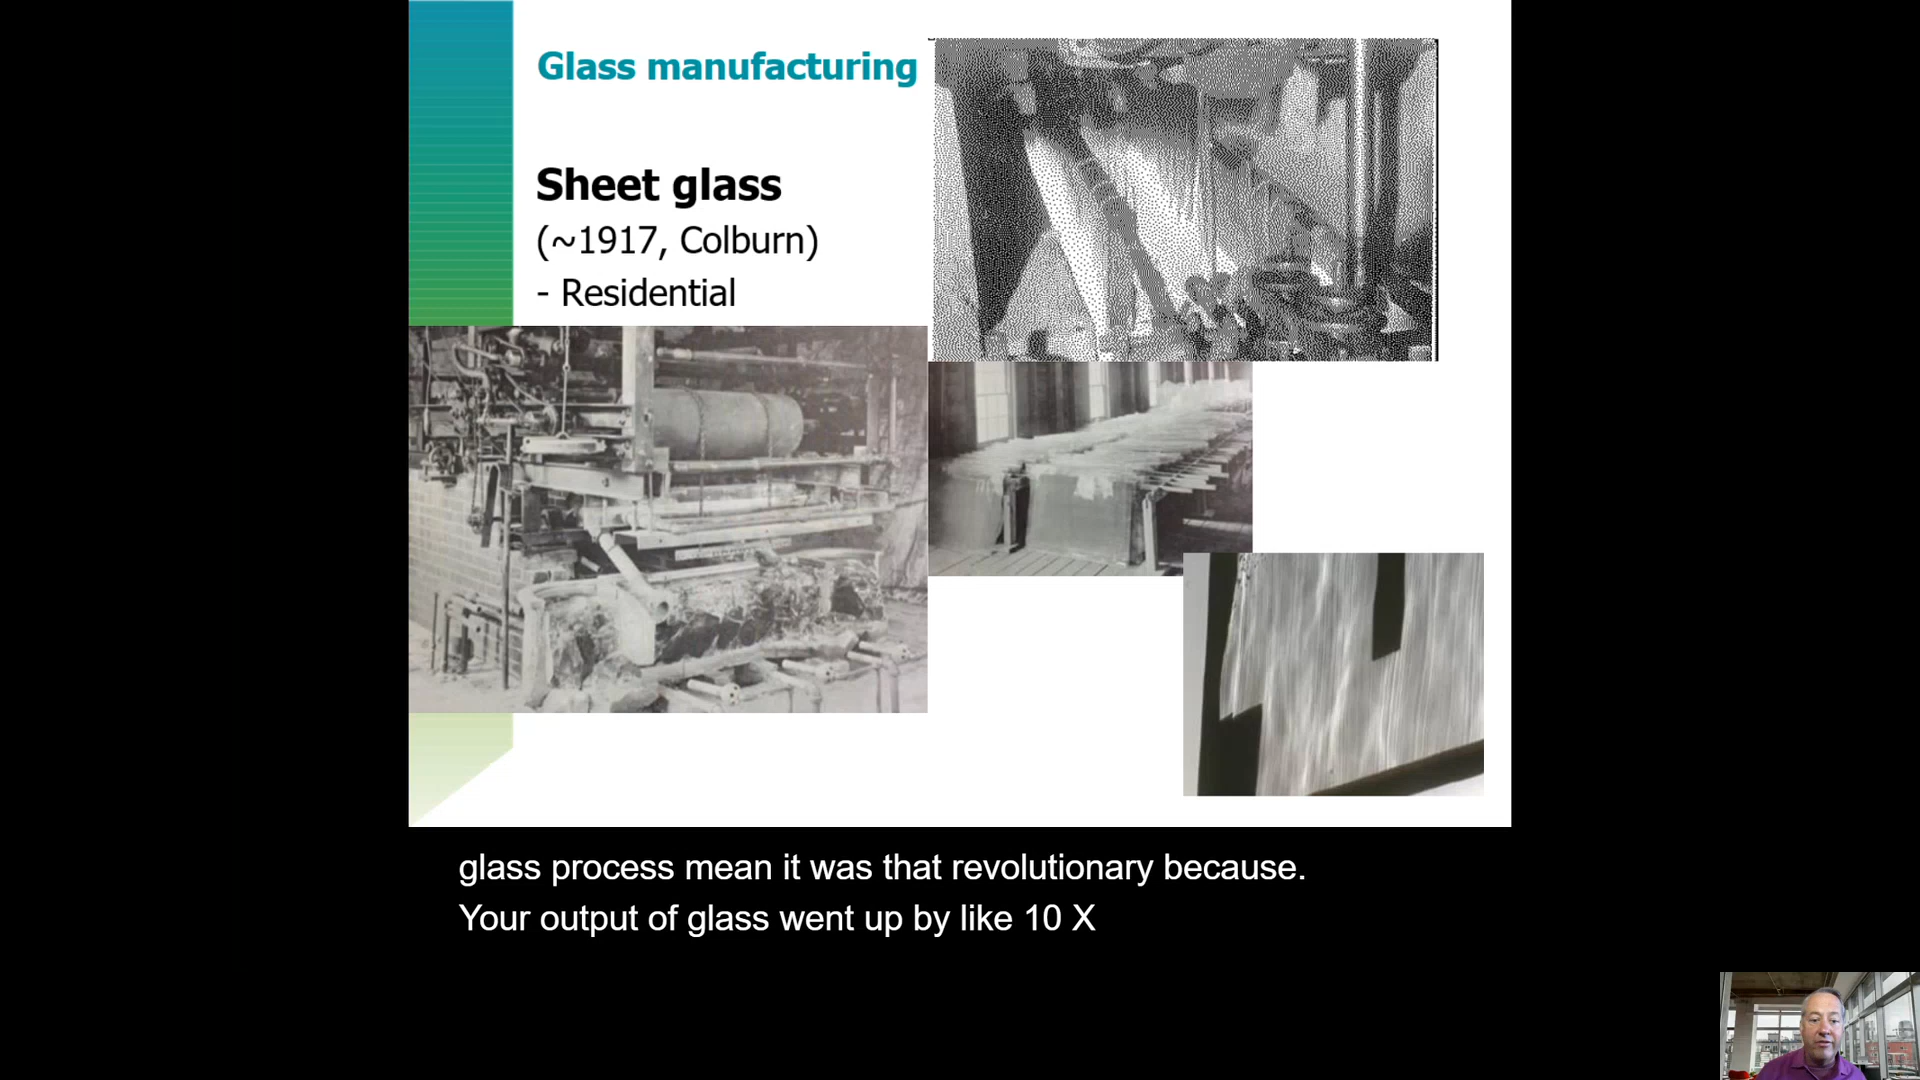 Glass manufacturing
Sheet glass
(~1917, Colburn)
- Residential
glass process mean it was that revolutionary because.
Your output of glass went up by like 10 X